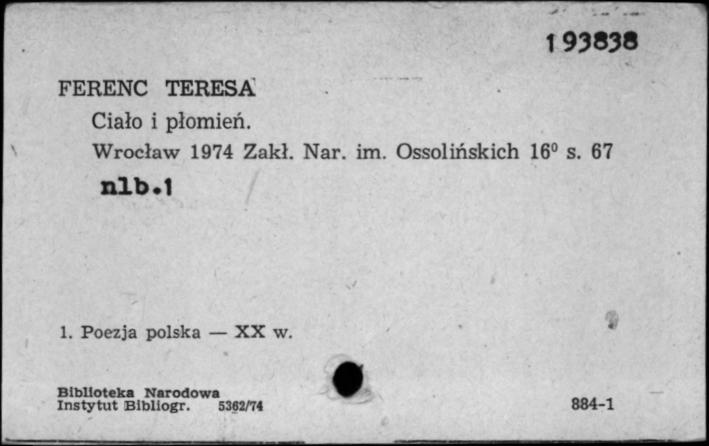 193838
FERENC TERESA
Ciało i płomień.
Wrocław 1974 Zakł. Nar. im. Ossolińskich 16⁰ s. 67
nlb.1
1. Poezja polska — XX w.
Biblioteka Narodowa
Instytut Bibliogr. 5362/74
884-1